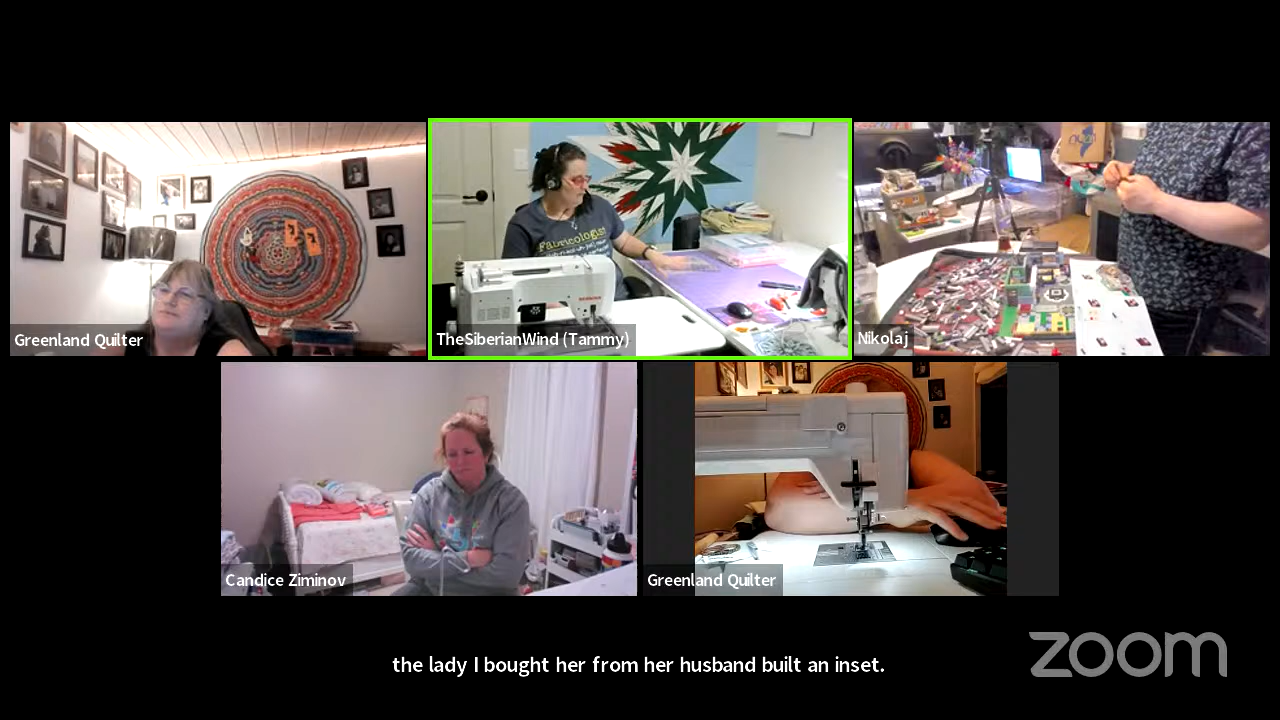 Fabricologist
Greenland Quilter
TheSiberianWind (Tammy)
Nikolaj
Candice Ziminov
Greenland Quilter
the lady I bought her from her husband built an inset.
zoom